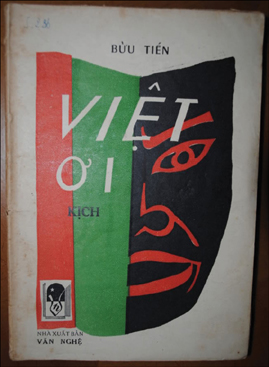 BỬU TIẾN
VIỆT
ƠI
KỊCH
NHÀ XUẤT BẢN
VĂN NGHỆ